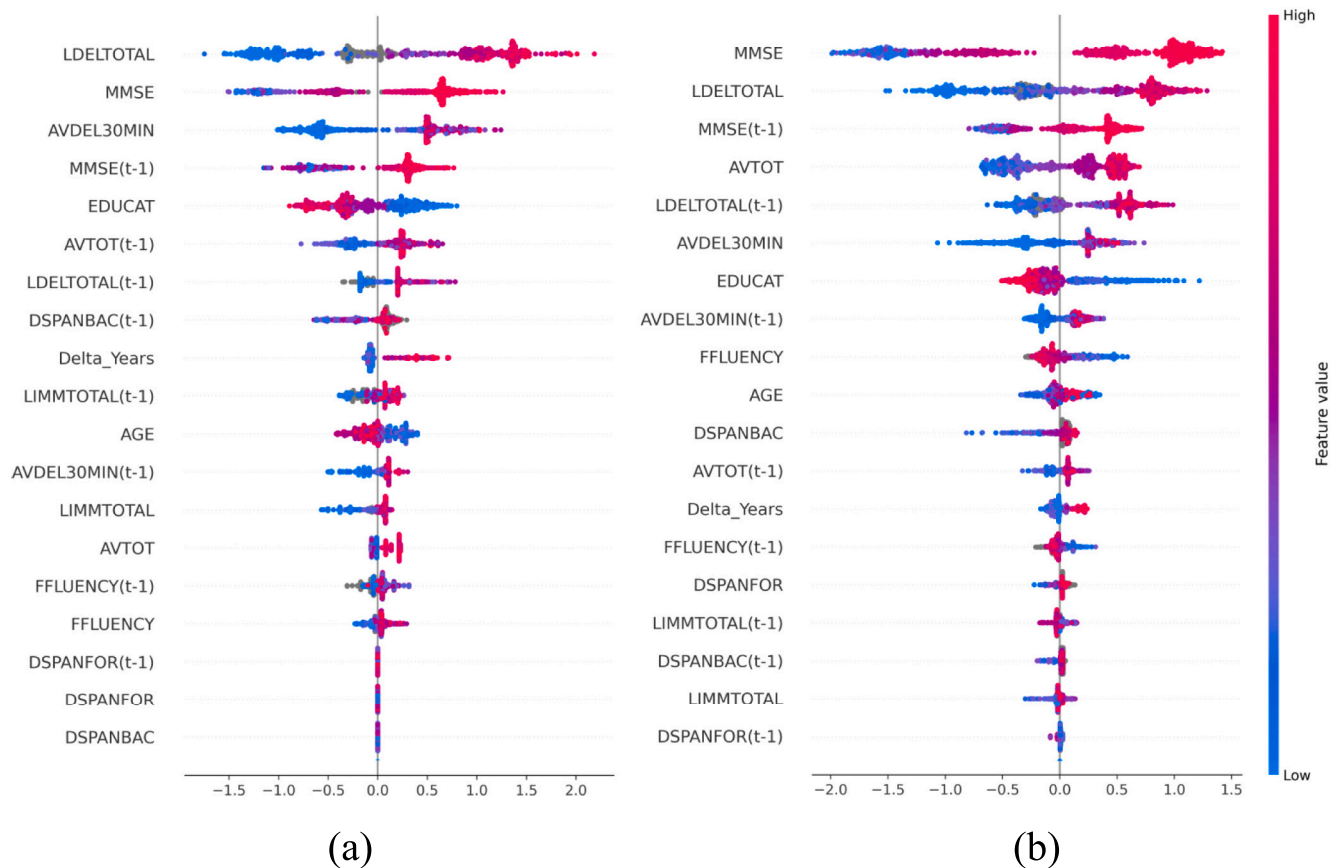 LDELTOTAL
MMSE
AVDEL30MIN
MMSE(t-1)
EDUCAT
AVTOT(t-1)
LDELTOTAL(t-1)
DSPANBAC(t-1)
Delta_Years
LIMMTOTAL(t-1)
AGE
AVDEL30MIN(t-1)
LIMMTOTAL
AVTOT
FFLUENCY(t-1)
FFLUENCY
DSPANFOR(t-1)
DSPANFOR
DSPANBAC
−1.5 −1.0 −0.5 0.0 0.5 1.0 1.5 2.0
(a)
MMSE
LDELTOTAL
MMSE(t-1)
AVTOT
LDELTOTAL(t-1)
AVDEL30MIN
EDUCAT
AVDEL30MIN(t-1)
FFLUENCY
AGE
DSPANBAC
AVTOT(t-1)
Delta_Years
FFLUENCY(t-1)
DSPANFOR
LIMMTOTAL(t-1)
DSPANBAC(t-1)
LIMMTOTAL
DSPANFOR(t-1)
−2.0 −1.5 −1.0 −0.5 0.0 0.5 1.0 1.5
(b)
High
Feature value
Low